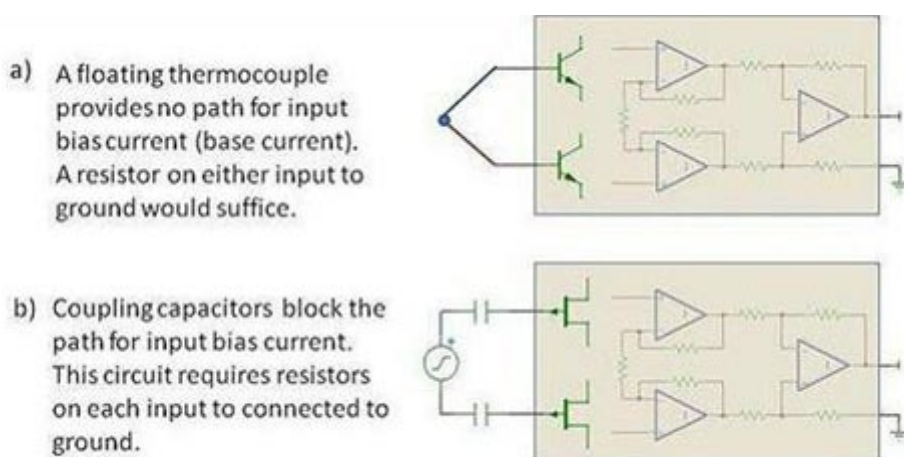 a) A floating thermocouple
provides no path for input
bias current (base current).
A resistor on either input to
ground would suffice.
b) Coupling capacitors block the
path for input bias current.
This circuit requires resistors
on each input to connected to
ground.